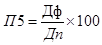 П5 = Дф / Дп × 100